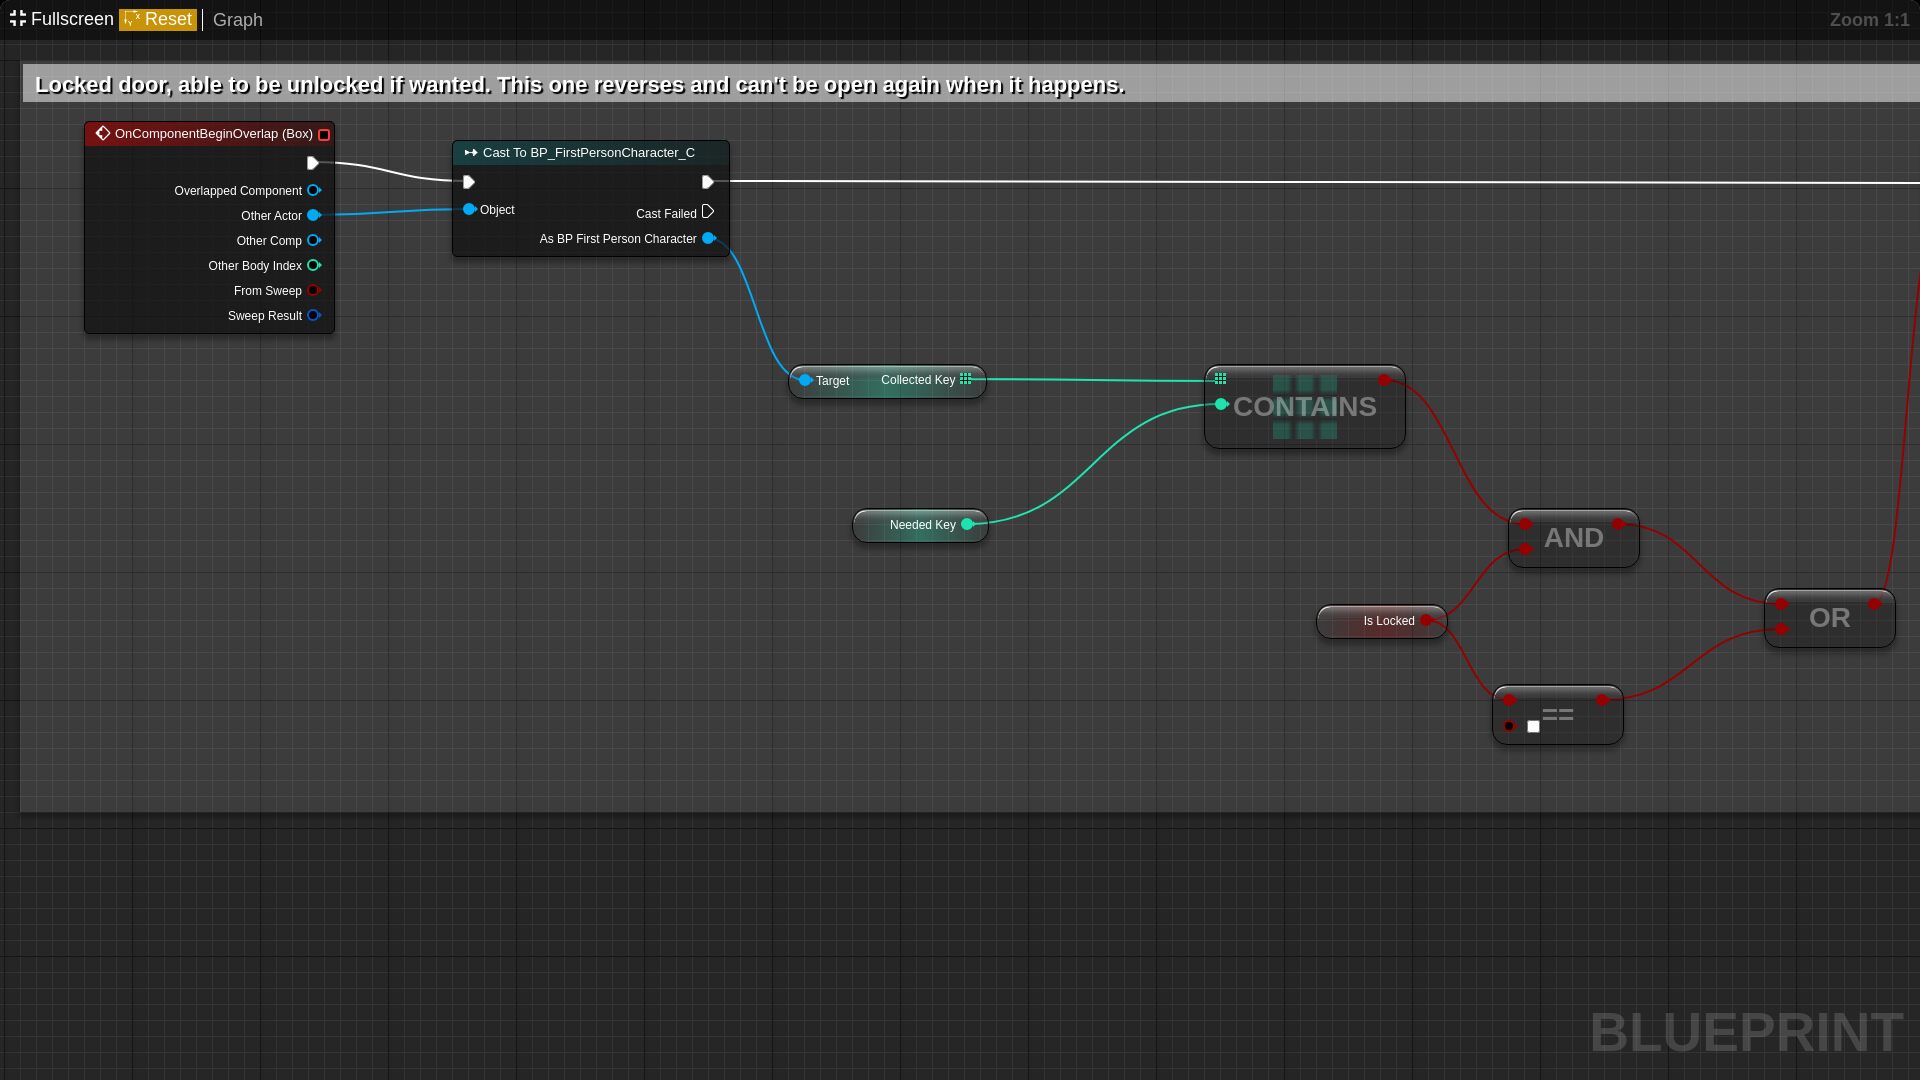 Fullscreen Reset Graph Zoom 1:1
Locked door, able to be unlocked if wanted. This one reverses and can't be open again when it happens.
OnComponentBeginOverlap (Box)
Overlapped Component
Other Actor
Other Comp
Other Body Index
From Sweep
Sweep Result
Cast To BP_FirstPersonCharacter_C
Object
Cast Failed
As BP First Person Character
Target Collected Key
CONTAINS
Needed Key
AND
Is Locked
OR
==
BLUEPRINT